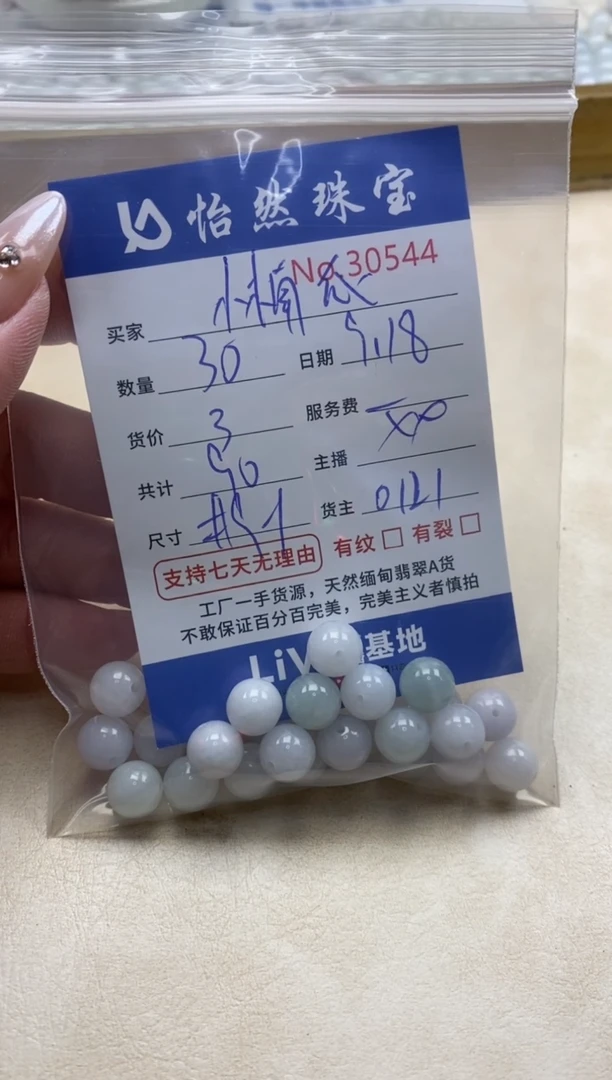 怡然珠宝
No.30544
买家
数量 30 日期 9.18
货价 3 服务费
共计 90 主播
尺寸 货主 0121
支持七天无理由 有纹 有裂
工厂一手货源，天然缅甸翡翠A货
不敢保证百分百完美，完美主义者慎拍
基地